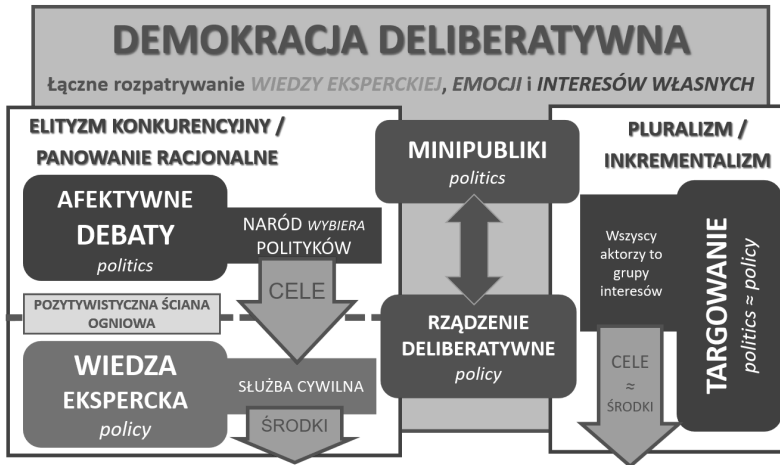 DEMOKRACJA DELIBERATYWNA
Łączne rozpatrywanie WIEDZY EKSPERCKIEJ, EMOCJI i INTERESÓW WŁASNYCH
ELITYZM KONKURENCYJNY /
PANOWANIE RACJONALNE
AFEKTYWNE
DEBATY
politics
NARÓD WYBIERA
POLITYKÓW
CELE
POZYTYWISTYCZNA ŚCIANA
OGNIOWA
WIEDZA
EKSPERCKA
policy
SŁUŻBA CYWILNA
ŚRODKI
MINIPUBLIKI
politics
RZĄDZENIE
DELIBERATYWNE
policy
PLURALIZM /
INKREMENTALIZM
Wszyscy
aktorzy to
grupy
interesów
CELE
≈
ŚRODKI
TARGOWANIE
politics ≈ policy